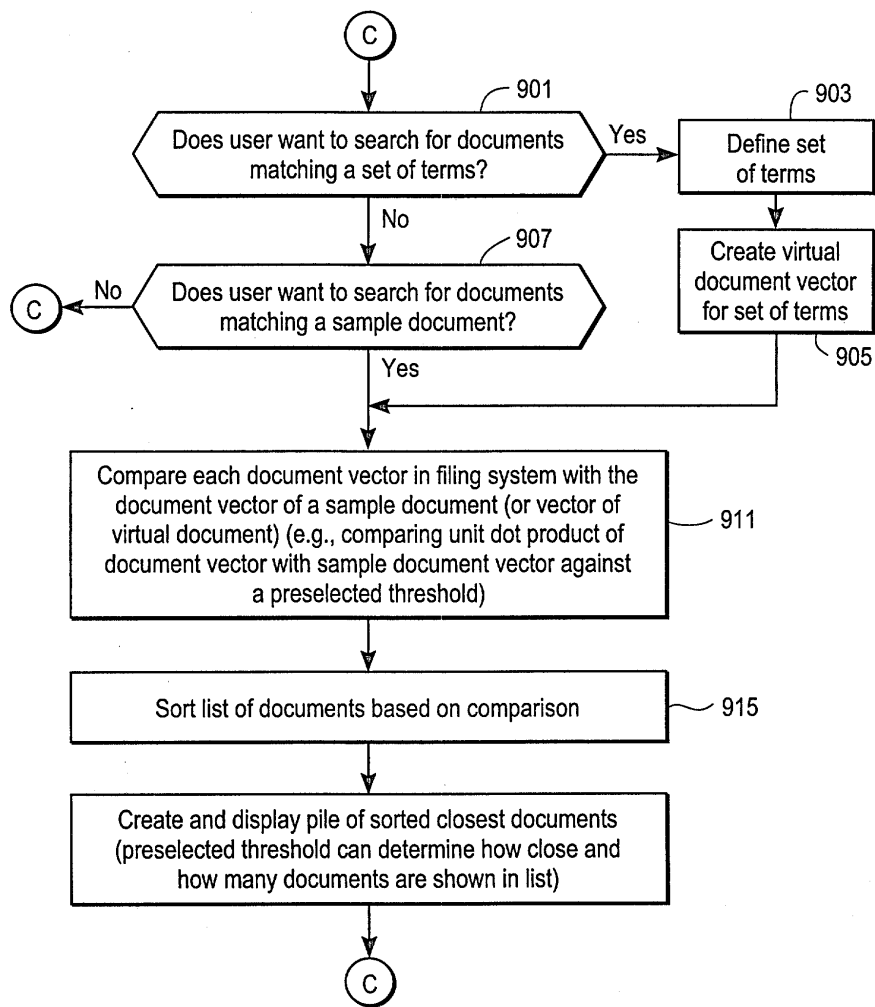 C
901
Does user want to search for documents
matching a set of terms?
Yes
903
Define set
of terms
No
907
Create virtual
document vector
for set of terms
905
C
No
Does user want to search for documents
matching a sample document?
Yes
Compare each document vector in filing system with the
document vector of a sample document (or vector of
virtual document) (e.g., comparing unit dot product of
document vector with sample document vector against
a preselected threshold)
911
Sort list of documents based on comparison
915
Create and display pile of sorted closest documents
(preselected threshold can determine how close and
how many documents are shown in list)
C